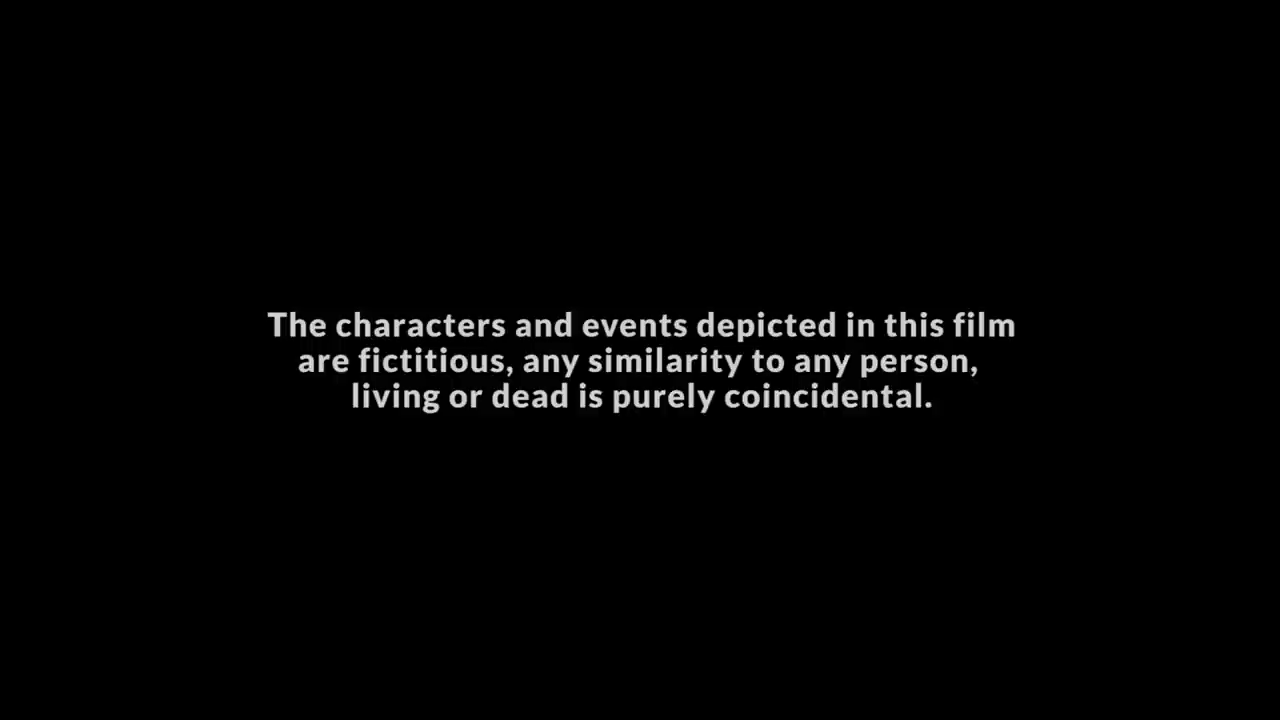 The characters and events depicted in this film
are fictitious, any similarity to any person,
living or dead is purely coincidental.